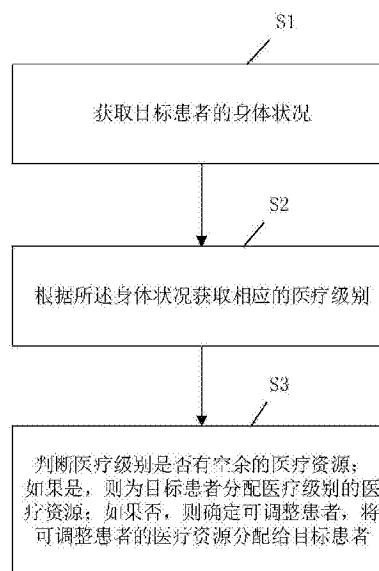 S1
获取目标患者的身体状况
S2
根据所述身体状况获取相应的医疗级别
S3
判断医疗级别是否有空余的医疗资源;
如果是，则为目标患者分配医疗级别的医
疗资源；如果否，则确定可调整患者，将
可调整患者的医疗资源分配给目标患者